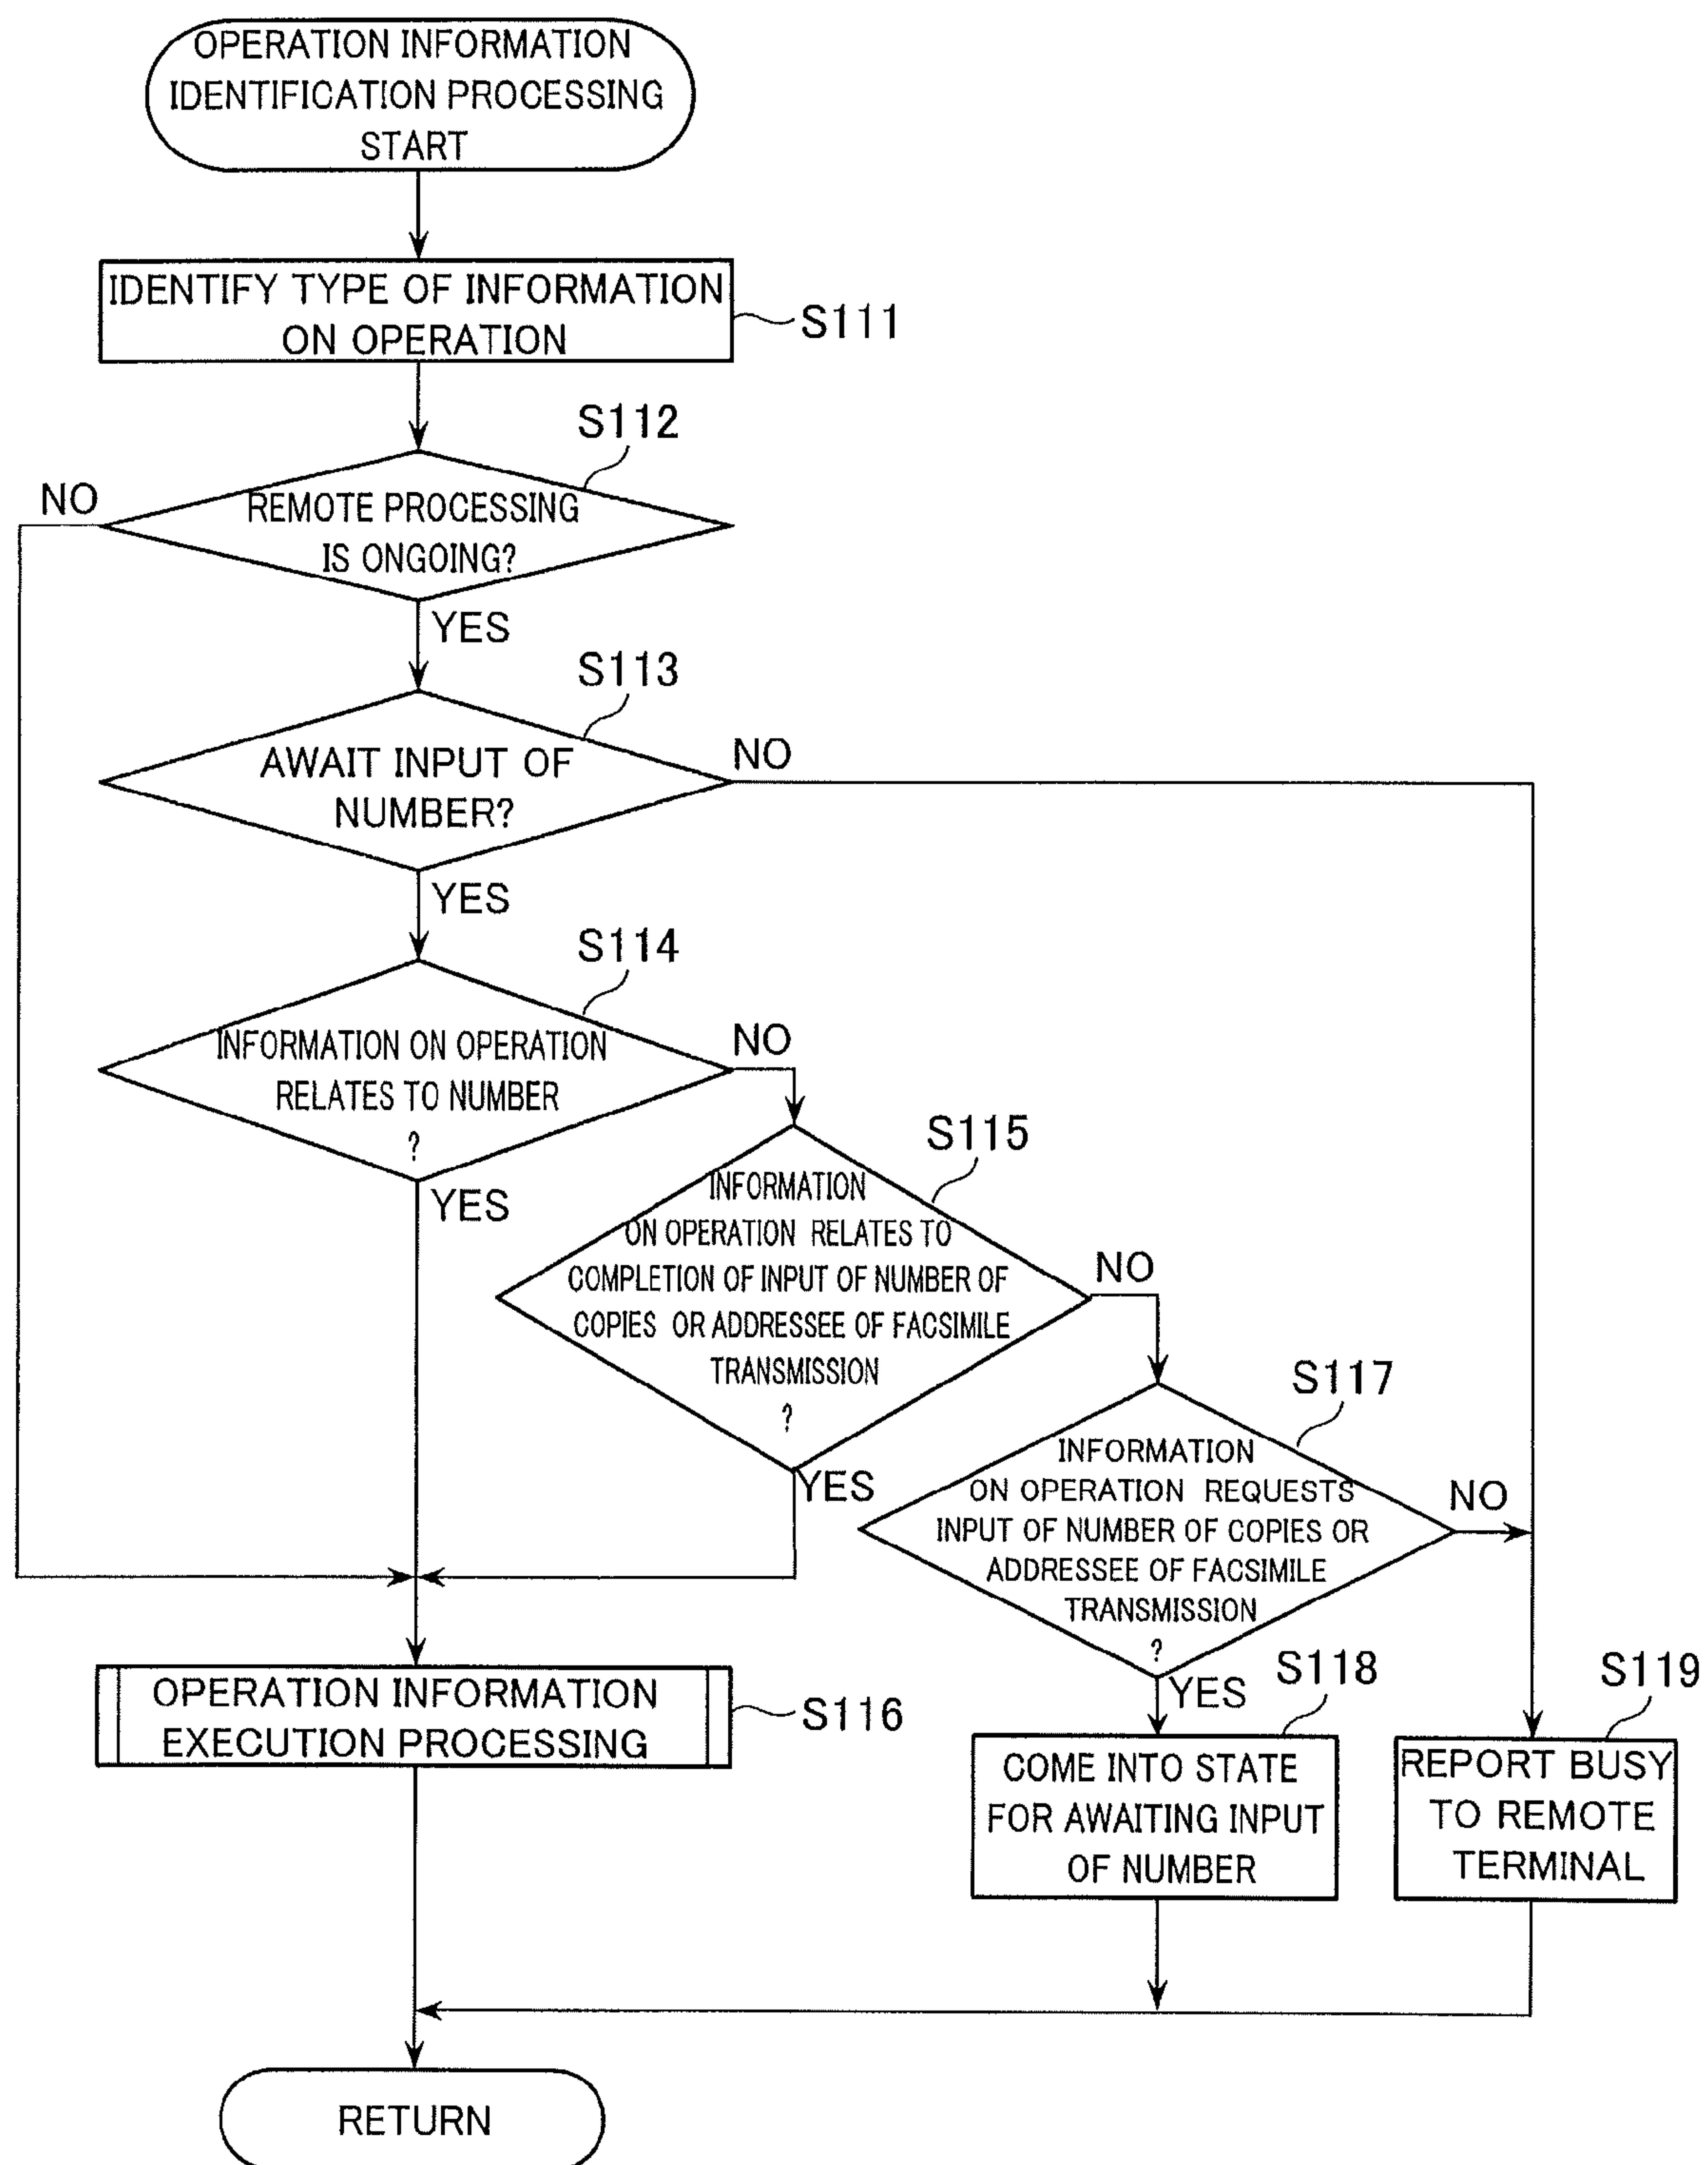 OPERATION INFORMATION
IDENTIFICATION PROCESSING
START
IDENTIFY TYPE OF INFORMATION
ON OPERATION
S111
S112
NO
REMOTE PROCESSING
IS ONGOING?
YES
S113
AWAIT INPUT OF
NUMBER?
NO
YES
S114
INFORMATION ON OPERATION
RELATES TO NUMBER
?
NO
YES
S115
INFORMATION
ON OPERATION RELATES TO
COMPLETION OF INPUT OF NUMBER OF
COPIES OR ADDRESSEE OF FACSIMILE
TRANSMISSION
?
NO
YES
S117
INFORMATION
ON OPERATION REQUESTS
INPUT OF NUMBER OF COPIES OR
ADDRESSEE OF FACSIMILE
TRANSMISSION
?
NO
YES
OPERATION INFORMATION
EXECUTION PROCESSING
S116
S118
COME INTO STATE
FOR AWAITING INPUT
OF NUMBER
S119
REPORT BUSY
TO REMOTE
TERMINAL
RETURN